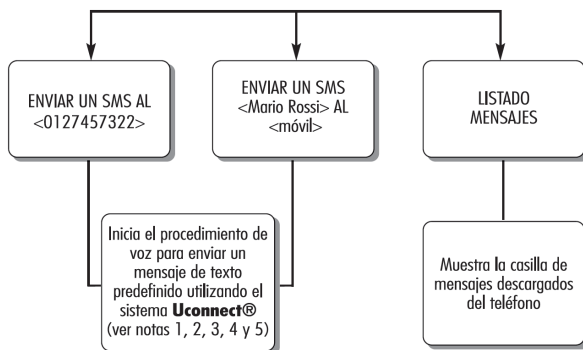 ENVIAR UN SMS AL
<0127457322>
ENVIAR UN SMS
<Mario Rossi> AL
<móvil>
LISTADO
MENSAJES
Inicia el procedimiento de
voz para enviar un
mensaje de texto
predefinido utilizando el
sistema Uconnect®
(ver notas 1, 2, 3, 4 y 5)
Muestra la casilla de
mensajes descargados
del teléfono